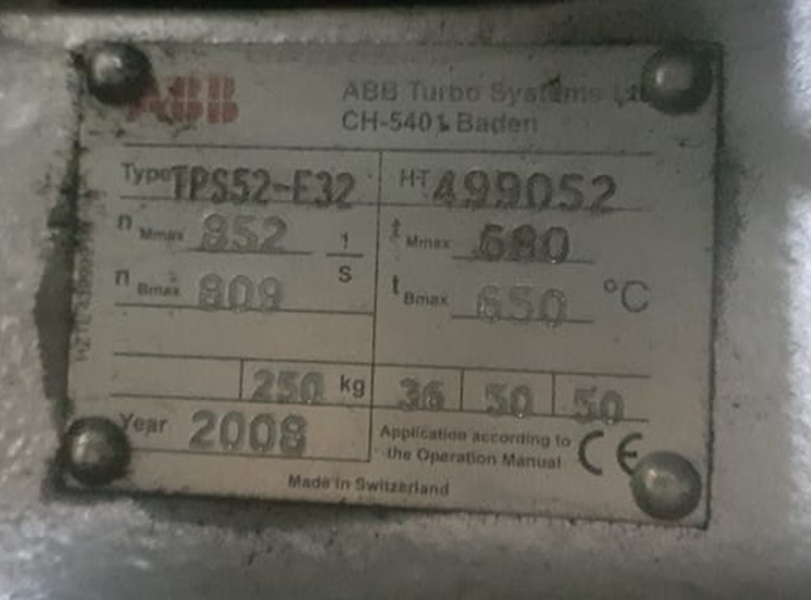 ABB
ABB Turbo Systems Ltd
CH-5401 Baden
Type TPS52-E32 HT 499052
n Mmax 852 1/S t Mmax 680
n Bmax 809 t Bmax 650 °C
250 kg 36 50 50
Year 2008 Application according to
the Operation Manual CE
Made in Switzerland